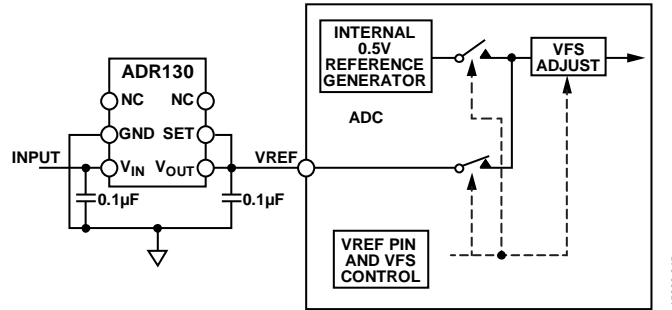 INTERNAL
0.5V
REFERENCE
GENERATOR
VFS
ADJUST
ADR130
NC
NC
ADC
GND
SET
INPUT
VIN
VOUT
VREF
0.1µF
0.1µF
VREF PIN
AND VFS
CONTROL